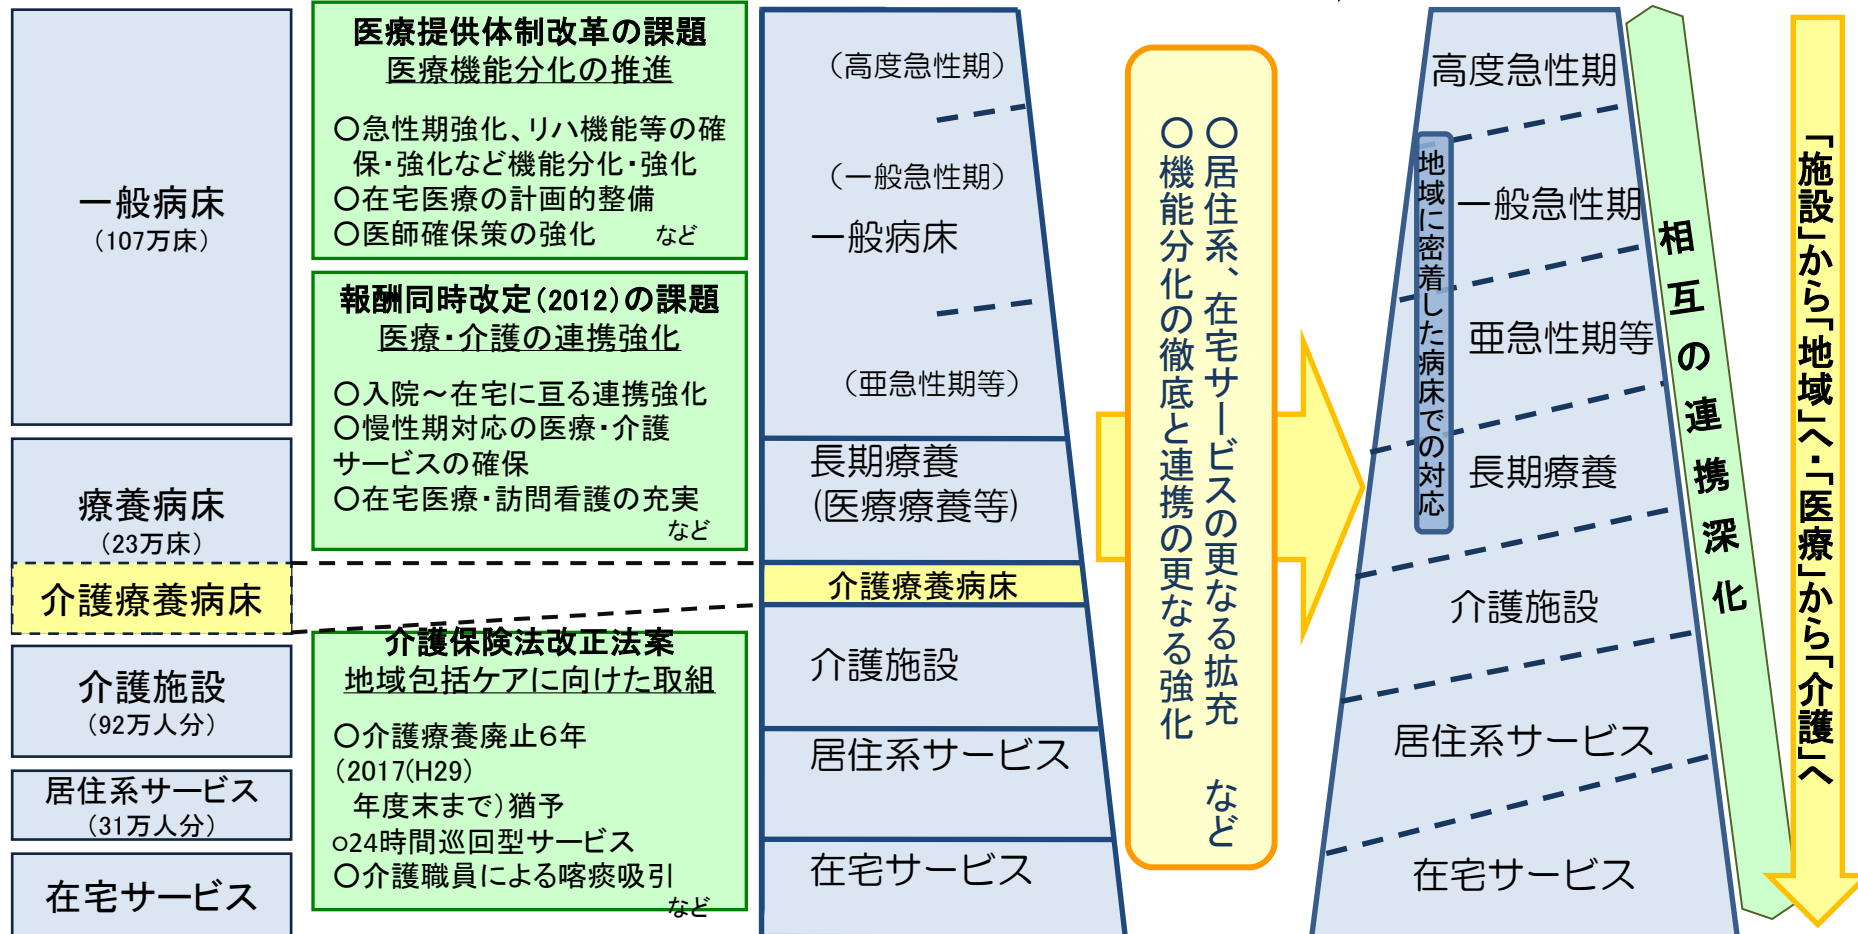 一般病床
(107万床)
療養病床
(23万床)
介護療養病床
介護施設
(92万人分)
居住系サービス
(31万人分)
在宅サービス
医療提供体制改革の課題
医療機能分化の推進
○急性期強化、リハ機能等の確
保・強化など機能分化・強化
○在宅医療の計画的整備
○医師確保策の強化 など
報酬同時改定(2012)の課題
医療・介護の連携強化
○入院～在宅に亘る連携強化
○慢性期対応の医療・介護
サービスの確保
○在宅医療・訪問看護の充実
など
介護保険法改正法案
地域包括ケアに向けた取組
○介護療養廃止6年
(2017(H29)
年度末まで)猶予
○24時間巡回型サービス
○介護職員による喀痰吸引
など
(高度急性期)
(一般急性期)
一般病床
(亜急性期等)
長期療養
(医療療養等)
介護療養病床
介護施設
居住系サービス
在宅サービス
○居住系、在宅サービスの更なる拡充 など
○機能分化の徹底と連携の更なる強化
高度急性期
一般急性期
亜急性期等
長期療養
介護施設
居住系サービス
在宅サービス
地域に密着した病床での対応
相互の連携深化
「施設」から「地域」へ・「医療」から「介護」へ